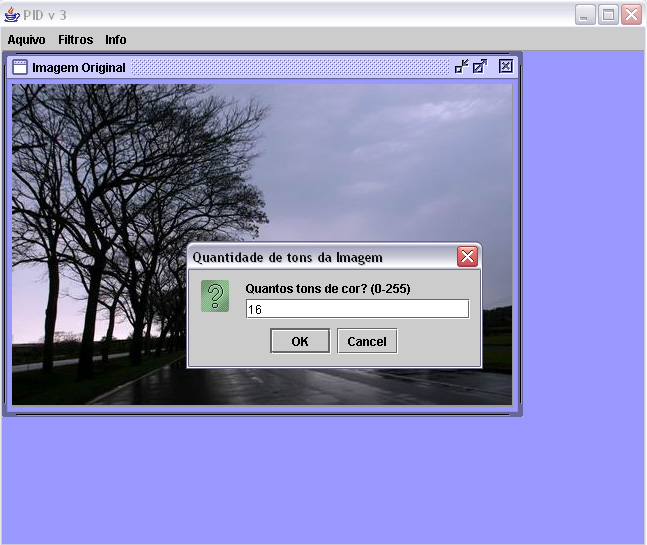 PID v 3
Aquivo Filtros Info
Imagem Original
Quantidade de tons da Imagem
Quantos tons de cor? (0-255)
16
OK Cancel